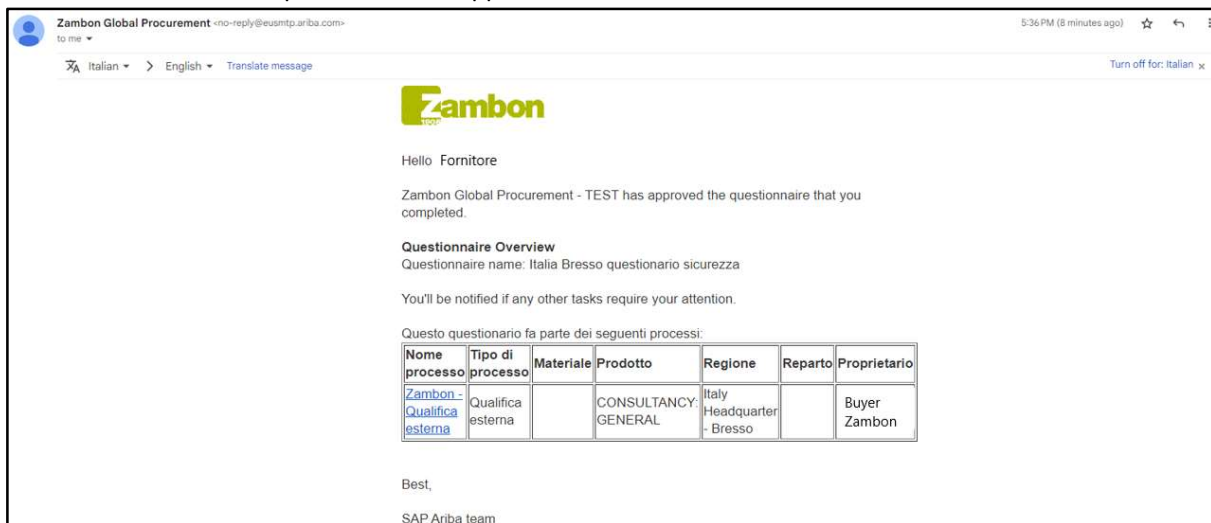 Zambon Global Procurement <no-reply@eusmtp.ariba.com>
5:36 PM (8 minutes ago)
to me
Italian > English Translate message
Turn off for: Italian x
Zambon
1906
Hello Fornitore
Zambon Global Procurement - TEST has approved the questionnaire that you
completed.
Questionnaire Overview
Questionnaire name: Italia Bresso questionario sicurezza
You'll be notified if any other tasks require your attention.
Questo questionario fa parte dei seguenti processi:
Nome processo Tipo di processo Materiale Prodotto Regione Reparto Proprietario
Zambon - Qualifica esterna Qualifica esterna CONSULTANCY: GENERAL Italy Headquarter - Bresso Buyer Zambon
Best,
SAP Ariba team